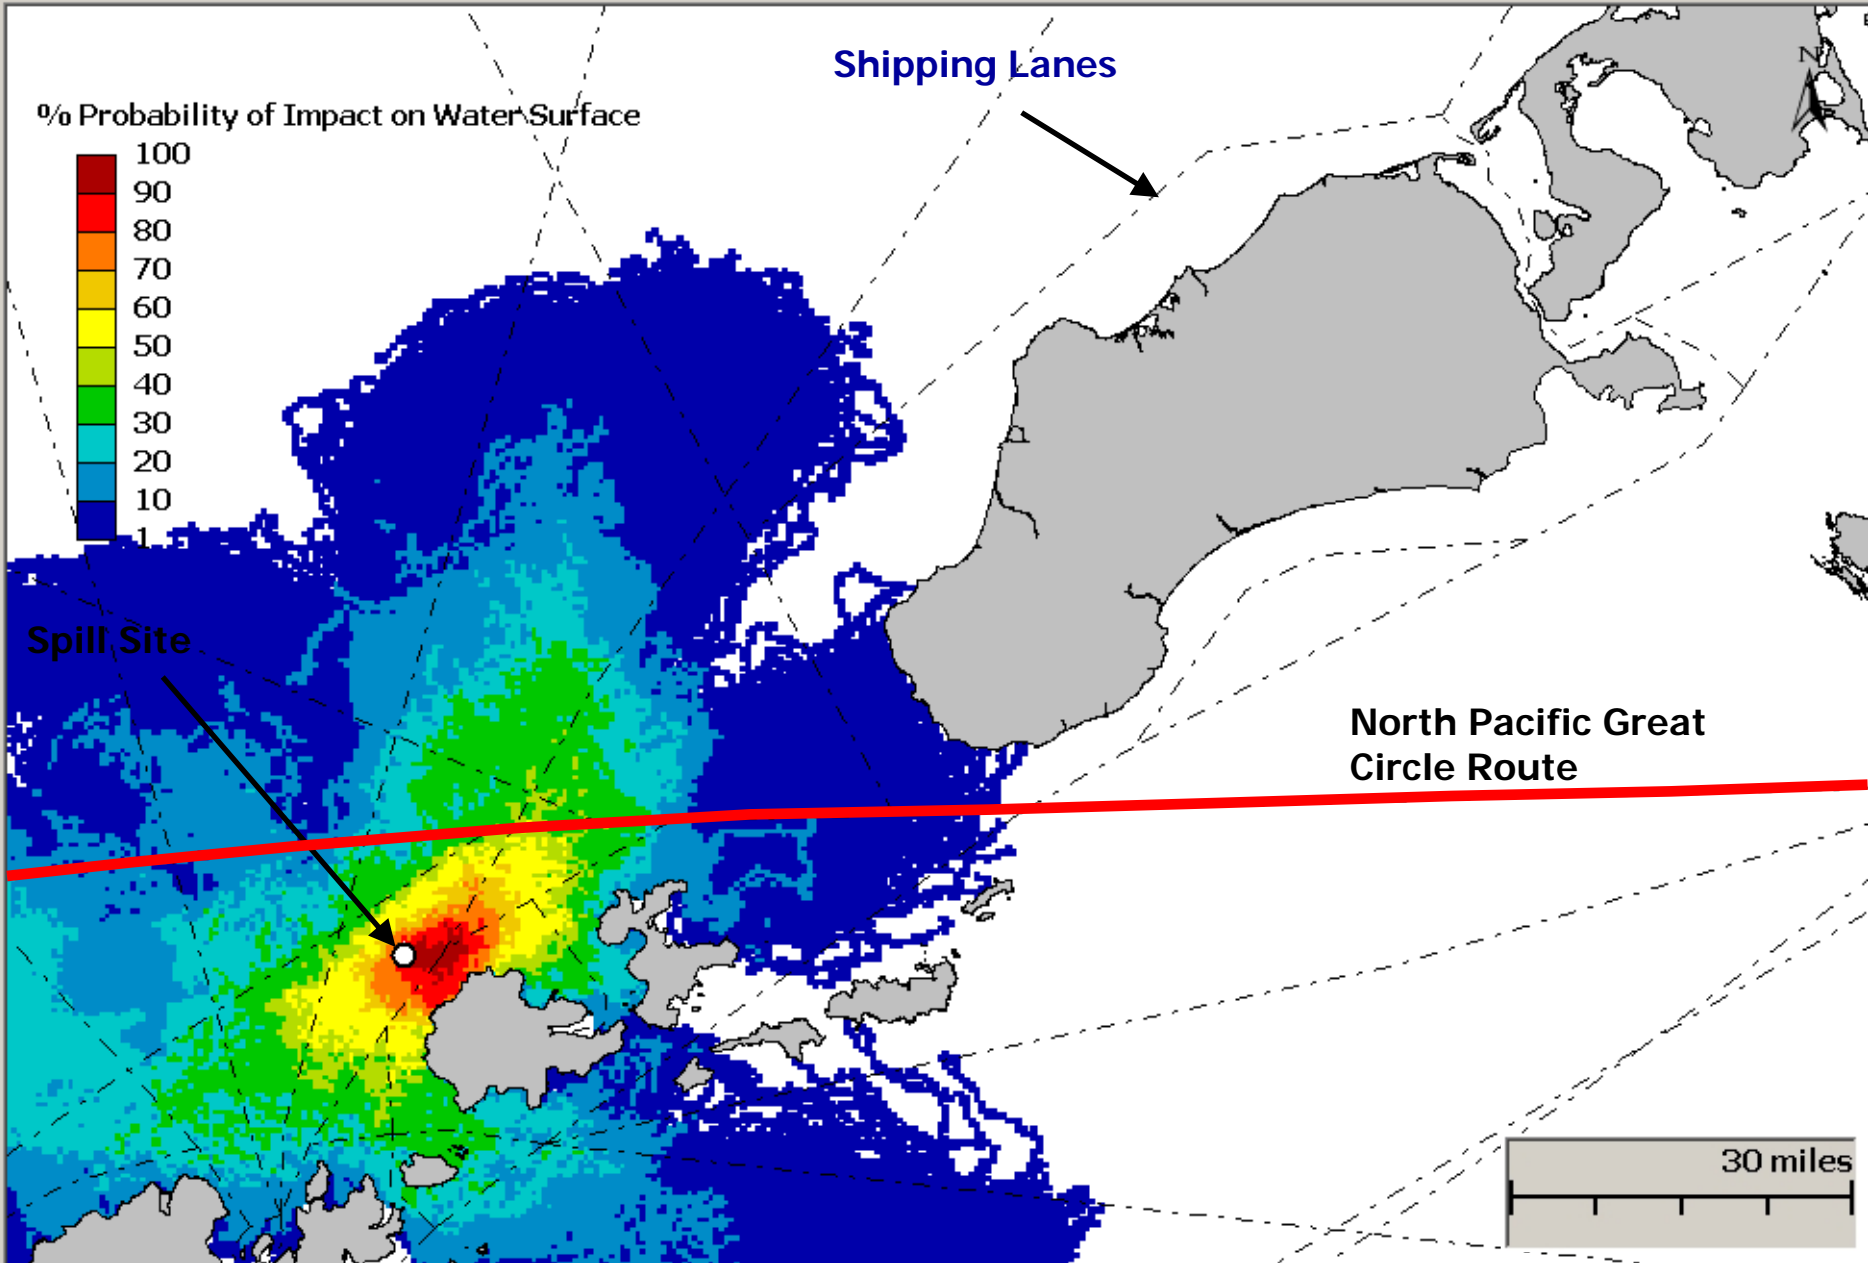 Shipping Lanes
N
% Probability of Impact on Water Surface
100
90
80
70
60
50
40
30
20
10
1
Spill Site
North Pacific Great
Circle Route
30 miles